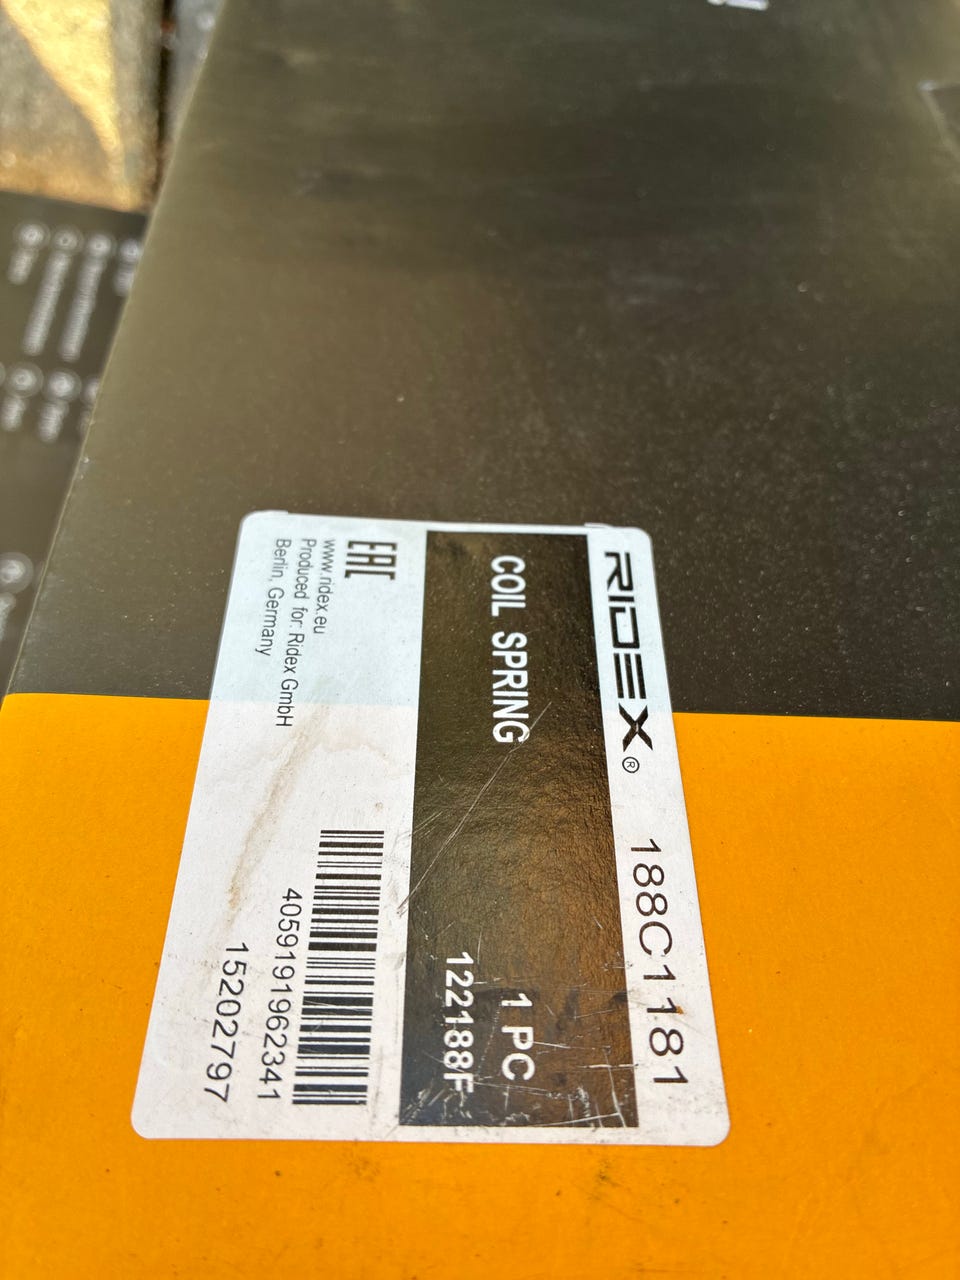 RIDEX® 188C1181
COIL SPRING
1 PC
122188F
EAC
www.ridex.eu
Produced for: Ridex GmbH
Berlin, Germany
4059191962341
15202797